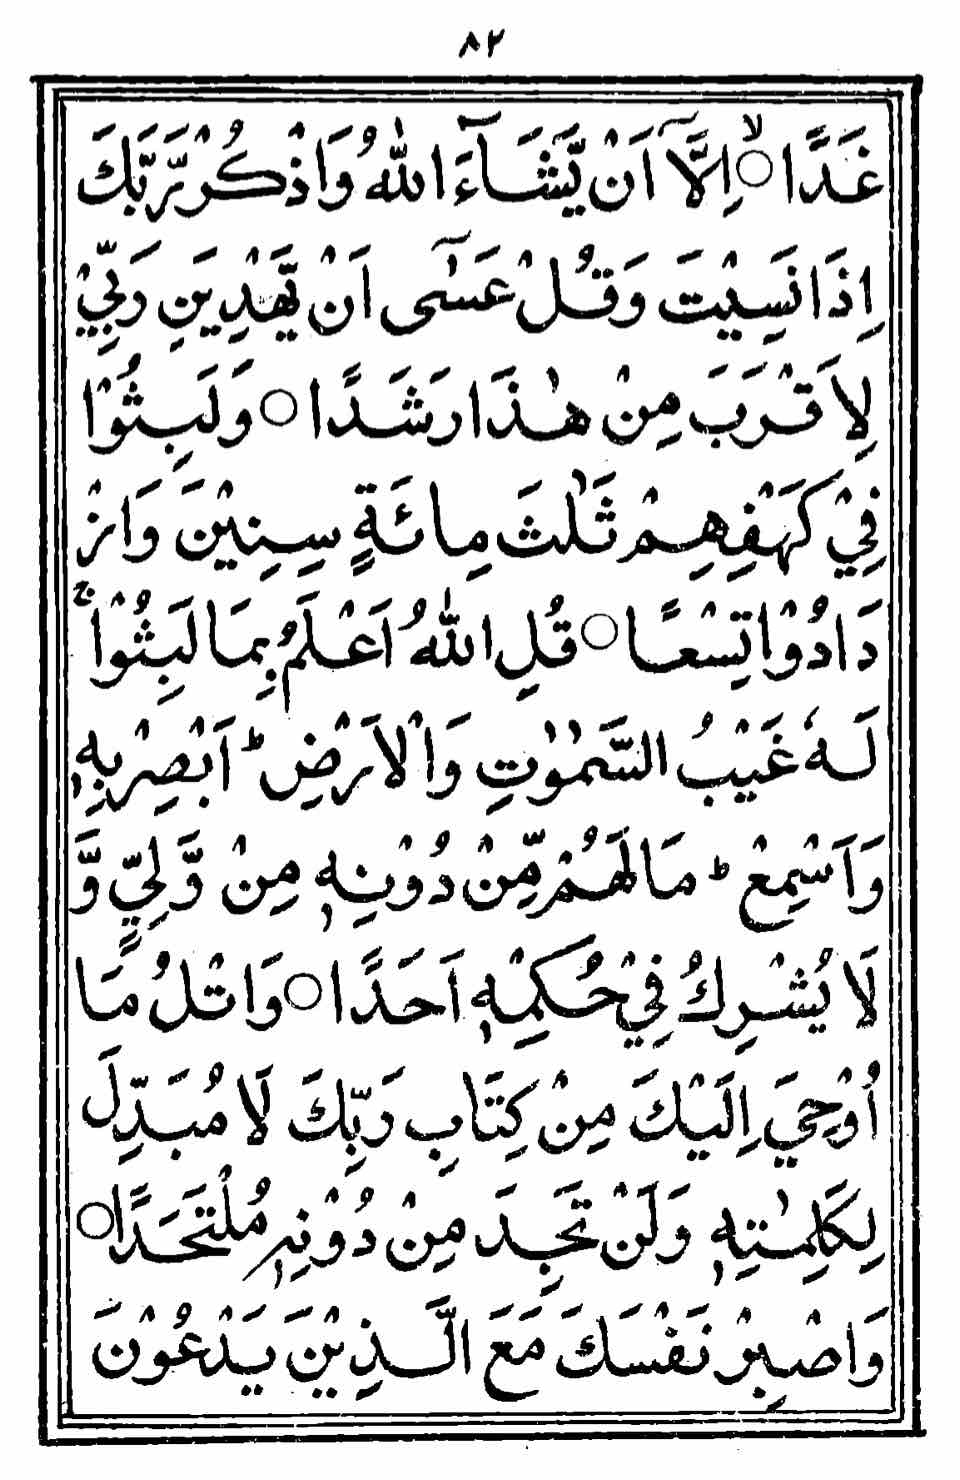 ٨٢
غَدًا ۙ○ اِلَّاۤ اَنْ يَّشَآءَ اللّٰهُ وَاذْكُرْ رَّبَّكَ
اِذَا نَسِيْتَ وَقُلْ عَسٰۤى اَنْ يَّهْدِيَنِ رَبِّيْ
لِاَقْرَبَ مِنْ هٰذَا رَشَدًا ○ وَلَبِثُوْا
فِيْ كَهْفِهِمْ ثَلٰثَ مِائَةٍ سِنِيْنَ وَازْ
دَادُوْا تِسْعًا ○ قُلِ اللّٰهُ اَعْلَمُ بِمَا لَبِثُوْا ۚ
لَهٗ غَيْبُ السَّمٰوٰتِ وَالْاَرْضِ ؕ اَبْصِرْ بِهٖ
وَاَسْمِعْ ؕ مَا لَهُمْ مِّنْ دُوْنِهٖ مِنْ وَّلِيٍّ وَّ
لَا يُشْرِكُ فِيْ حُكْمِهٖ اَحَدًا ○ وَاتْلُ مَا
اُوْحِيَ اِلَيْكَ مِنْ كِتَابِ رَبِّكَ لَا مُبَدِّلَ
لِكَلِمٰتِهٖ وَلَنْ تَجِدَ مِنْ دُوْنِهٖ مُلْتَحَدًا ○
وَاصْبِرْ نَفْسَكَ مَعَ الَّذِيْنَ يَدْعُوْنَ